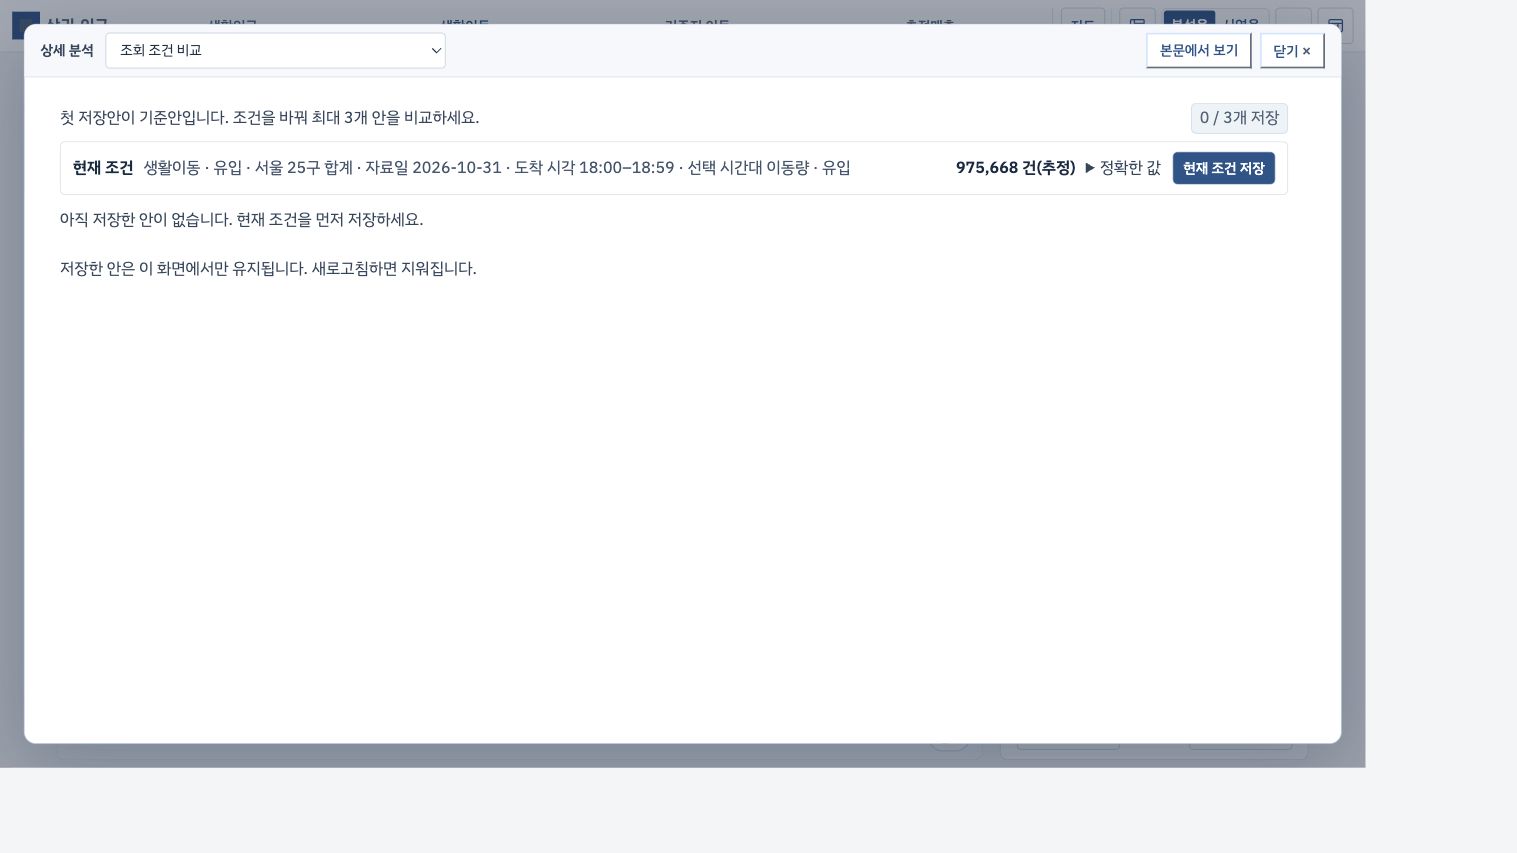 상세 분석
조회 조건 비교
본문에서 보기
닫기 ×
첫 저장안이 기준안입니다. 조건을 바꿔 최대 3개 안을 비교하세요.
0 / 3개 저장
현재 조건 생활이동 · 유입 · 서울 25구 합계 · 자료일 2026-10-31 · 도착 시각 18:00–18:59 · 선택 시간대 이동량 · 유입
975,668 건(추정) ▶ 정확한 값
현재 조건 저장
아직 저장한 안이 없습니다. 현재 조건을 먼저 저장하세요.
저장한 안은 이 화면에서만 유지됩니다. 새로고침하면 지워집니다.